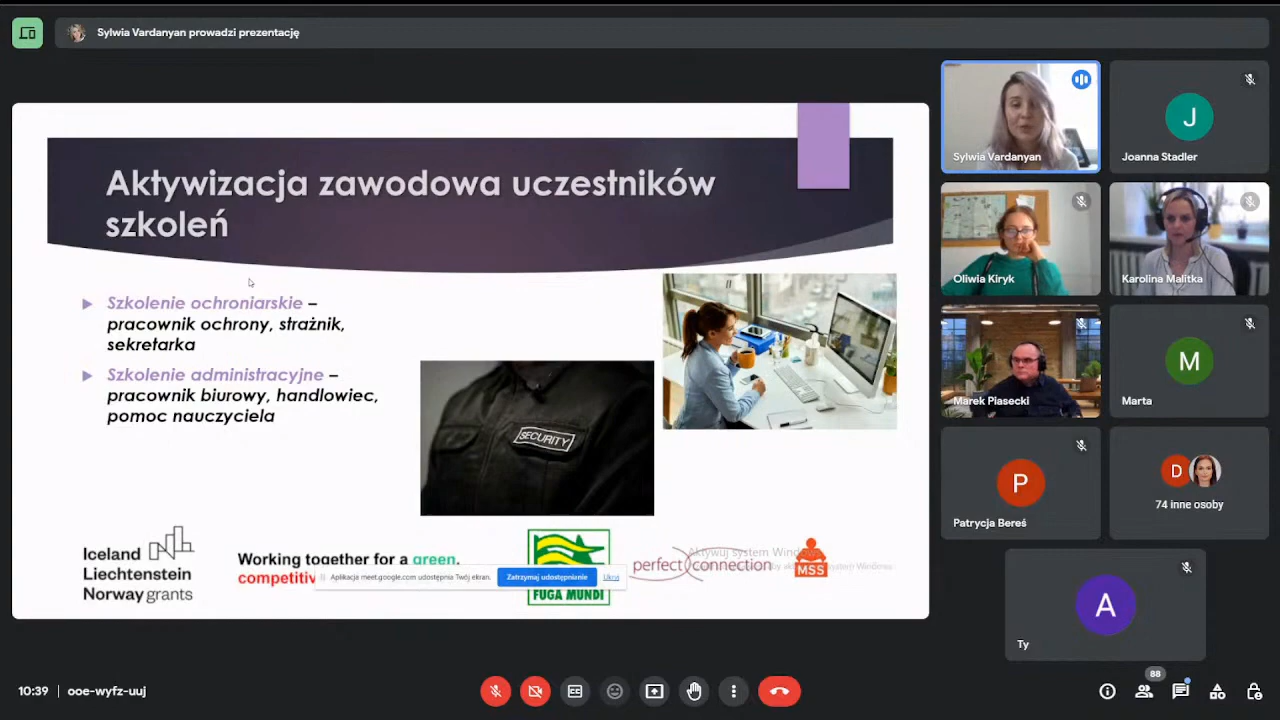 Sylwia Vardanyan prowadzi prezentację
Aktywizacja zawodowa uczestników
szkoleń
Szkolenie ochroniarskie –
pracownik ochrony, strażnik,
sekretarka
Szkolenie administracyjne –
pracownik biurowy, handlowiec,
pomoc nauczyciela
SECURITY
Iceland
Liechtenstein
Norway grants
Working together for a green,
competitiv
Aplikacja meet.google.com udostępnia Twój ekran.
Zatrzymaj udostępnianie
Ukryj
FUGA MUNDI
perfect connection
Aktywuj system Windows
MSS
Sylwia Vardanyan
J
Joanna Stadler
Oliwia Kiryk
Karolina Malitka
Marek Piasecki
M
Marta
P
Patrycja Bereś
D
74 inne osoby
A
Ty
10:39
ooe-wyfz-uuj
88